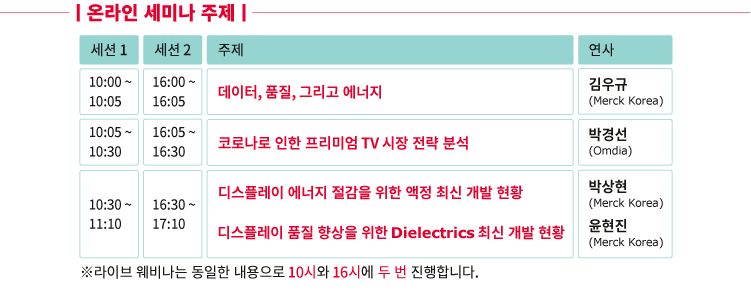 | 온라인 세미나 주제 |
세션 1 세션 2 주제 연사
10:00 ~ 10:05 16:00 ~ 16:05 데이터, 품질, 그리고 에너지 김우규 (Merck Korea)
10:05 ~ 10:30 16:05 ~ 16:30 코로나로 인한 프리미엄 TV 시장 전략 분석 박경선 (Omdia)
10:30 ~ 11:10 16:30 ~ 17:10 디스플레이 에너지 절감을 위한 액정 최신 개발 현황 박상현 (Merck Korea)
디스플레이 품질 향상을 위한 Dielectrics 최신 개발 현황 윤현진 (Merck Korea)
※라이브 웨비나는 동일한 내용으로 10시와 16시에 두 번 진행합니다.